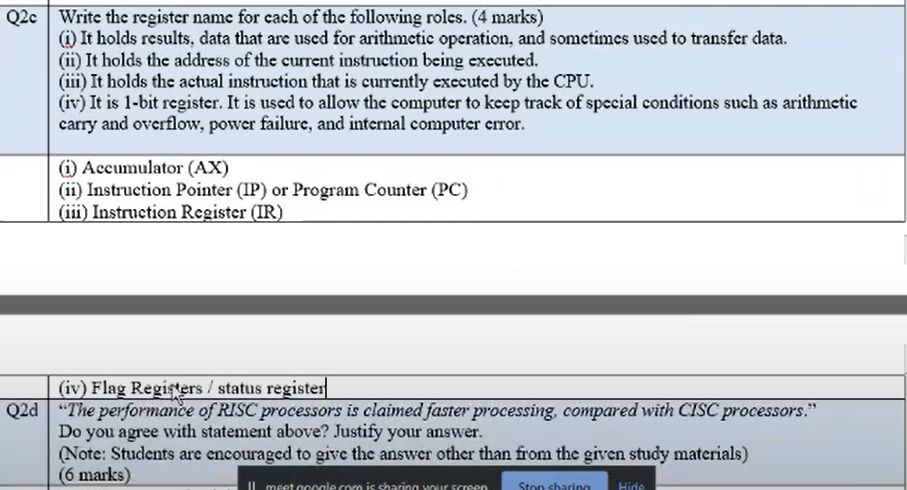 Q2c Write the register name for each of the following roles. (4 marks)
(i) It holds results, data that are used for arithmetic operation, and sometimes used to transfer data.
(ii) It holds the address of the current instruction being executed.
(iii) It holds the actual instruction that is currently executed by the CPU.
(iv) It is 1-bit register. It is used to allow the computer to keep track of special conditions such as arithmetic
carry and overflow, power failure, and internal computer error.
(i) Accumulator (AX)
(ii) Instruction Pointer (IP) or Program Counter (PC)
(iii) Instruction Register (IR)
(iv) Flag Registers / status register
Q2d “The performance of RISC processors is claimed faster processing, compared with CISC processors.”
Do you agree with statement above? Justify your answer.
(Note: Students are encouraged to give the answer other than from the given study materials)
(6 marks)
meet.google.com is sharing your screen. Stop sharing Hide